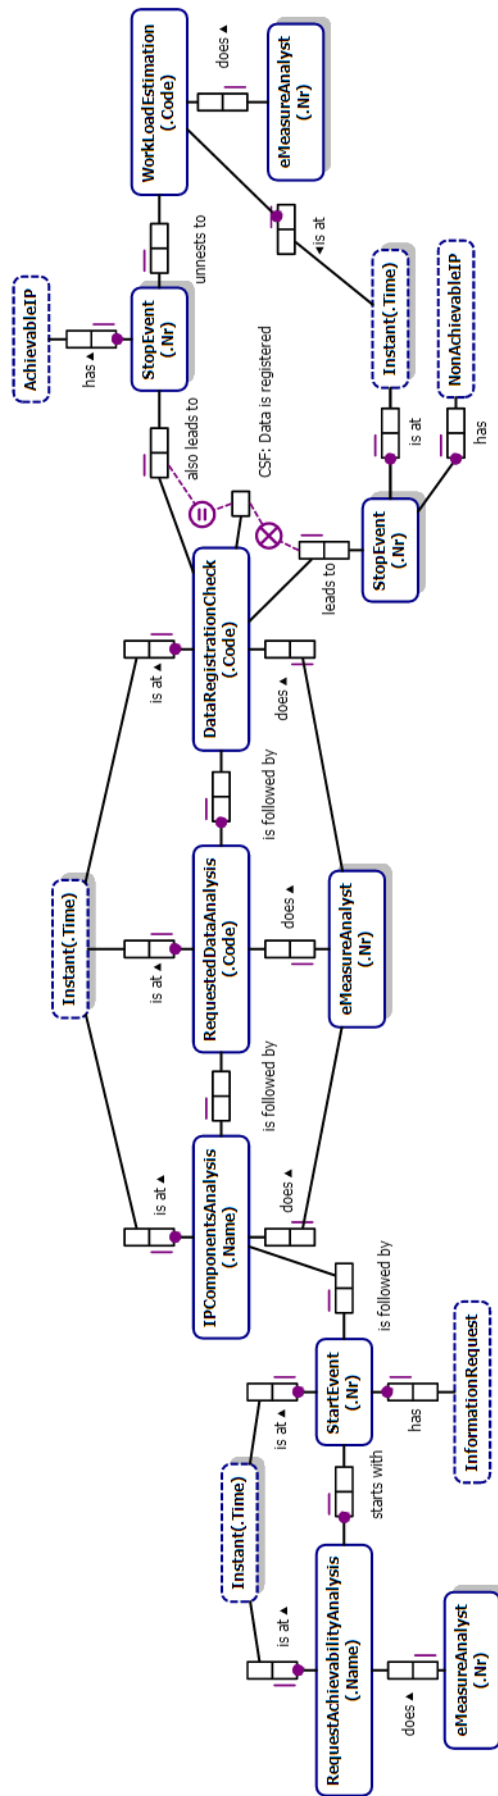 RequestAchievabilityAnalysis
(.Name)
does ▲
eMeasureAnalyst
(.Nr)
is at ▲
Instant(.Time)
starts with
StartEvent
(.Nr)
is at ▲
has
InformationRequest
is followed by
IPComponentsAnalysis
(.Name)
is at ▲
does ▲
is followed by
Instant(.Time)
RequestedDataAnalysis
(.Code)
is at ▲
does ▲
eMeasureAnalyst
(.Nr)
is followed by
DataRegistrationCheck
(.Code)
is at ▲
does ▲
CSF: Data is registered
also leads to
leads to
AchievableIP
has ▲
StopEvent
(.Nr)
unnests to
StopEvent
(.Nr)
is at
has
Instant(.Time)
NonAchievableIP
◄is at
WorkLoadEstimation
(.Code)
does ▲
eMeasureAnalyst
(.Nr)